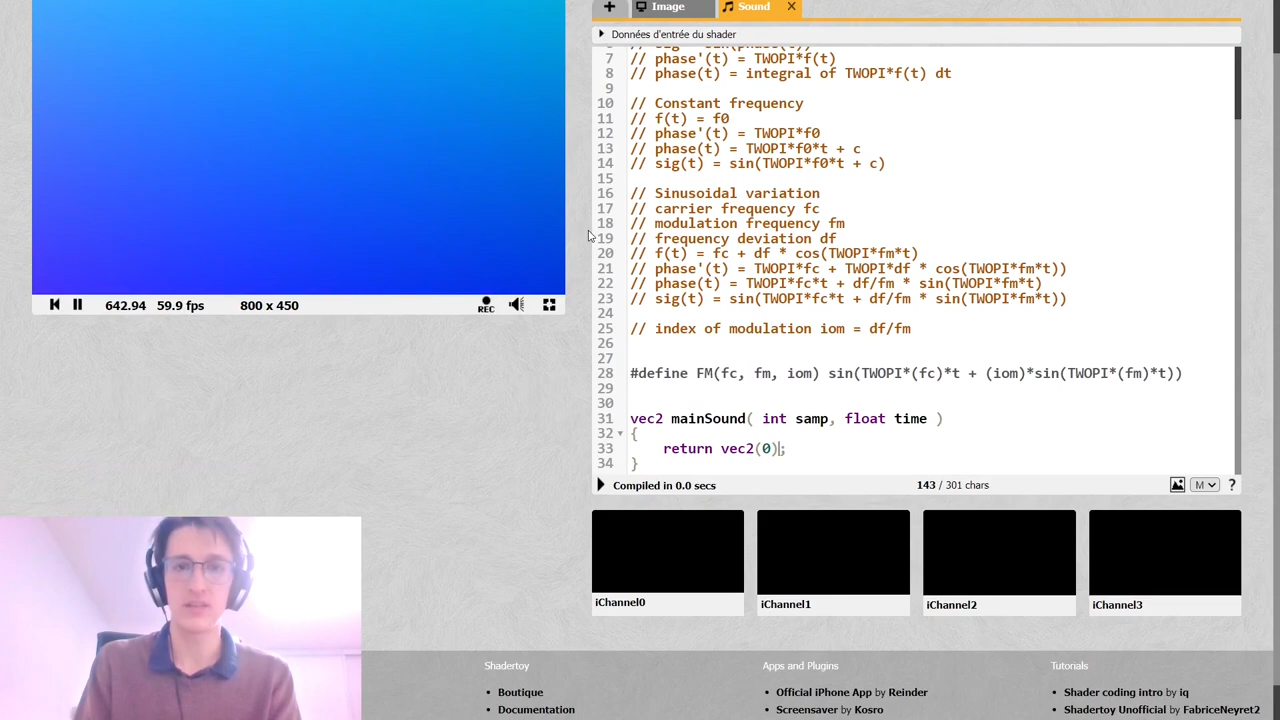 + Image Sound ×
Données d'entrée du shader
7 // phase'(t) = TWOPI*f(t)
8 // phase(t) = integral of TWOPI*f(t) dt
9
10 // Constant frequency
11 // f(t) = f0
12 // phase'(t) = TWOPI*f0
13 // phase(t) = TWOPI*f0*t + c
14 // sig(t) = sin(TWOPI*f0*t + c)
15
16 // Sinusoidal variation
17 // carrier frequency fc
18 // modulation frequency fm
19 // frequency deviation df
20 // f(t) = fc + df * cos(TWOPI*fm*t)
21 // phase'(t) = TWOPI*fc + TWOPI*df * cos(TWOPI*fm*t))
22 // phase(t) = TWOPI*fc*t + df/fm * sin(TWOPI*fm*t)
23 // sig(t) = sin(TWOPI*fc*t + df/fm * sin(TWOPI*fm*t))
24
25 // index of modulation iom = df/fm
26
27
28 #define FM(fc, fm, iom) sin(TWOPI*(fc)*t + (iom)*sin(TWOPI*(fm)*t))
29
30
31 vec2 mainSound( int samp, float time )
32 {
33 return vec2(0);
34 }
642.94 59.9 fps 800 x 450 REC
Compiled in 0.0 secs 143 / 301 chars M ?
iChannel0 iChannel1 iChannel2 iChannel3
Shadertoy Apps and Plugins Tutorials
• Boutique • Official iPhone App by Reinder • Shader coding intro by iq
• Documentation • Screensaver by Kosro • Shadertoy Unofficial by FabriceNeyret2